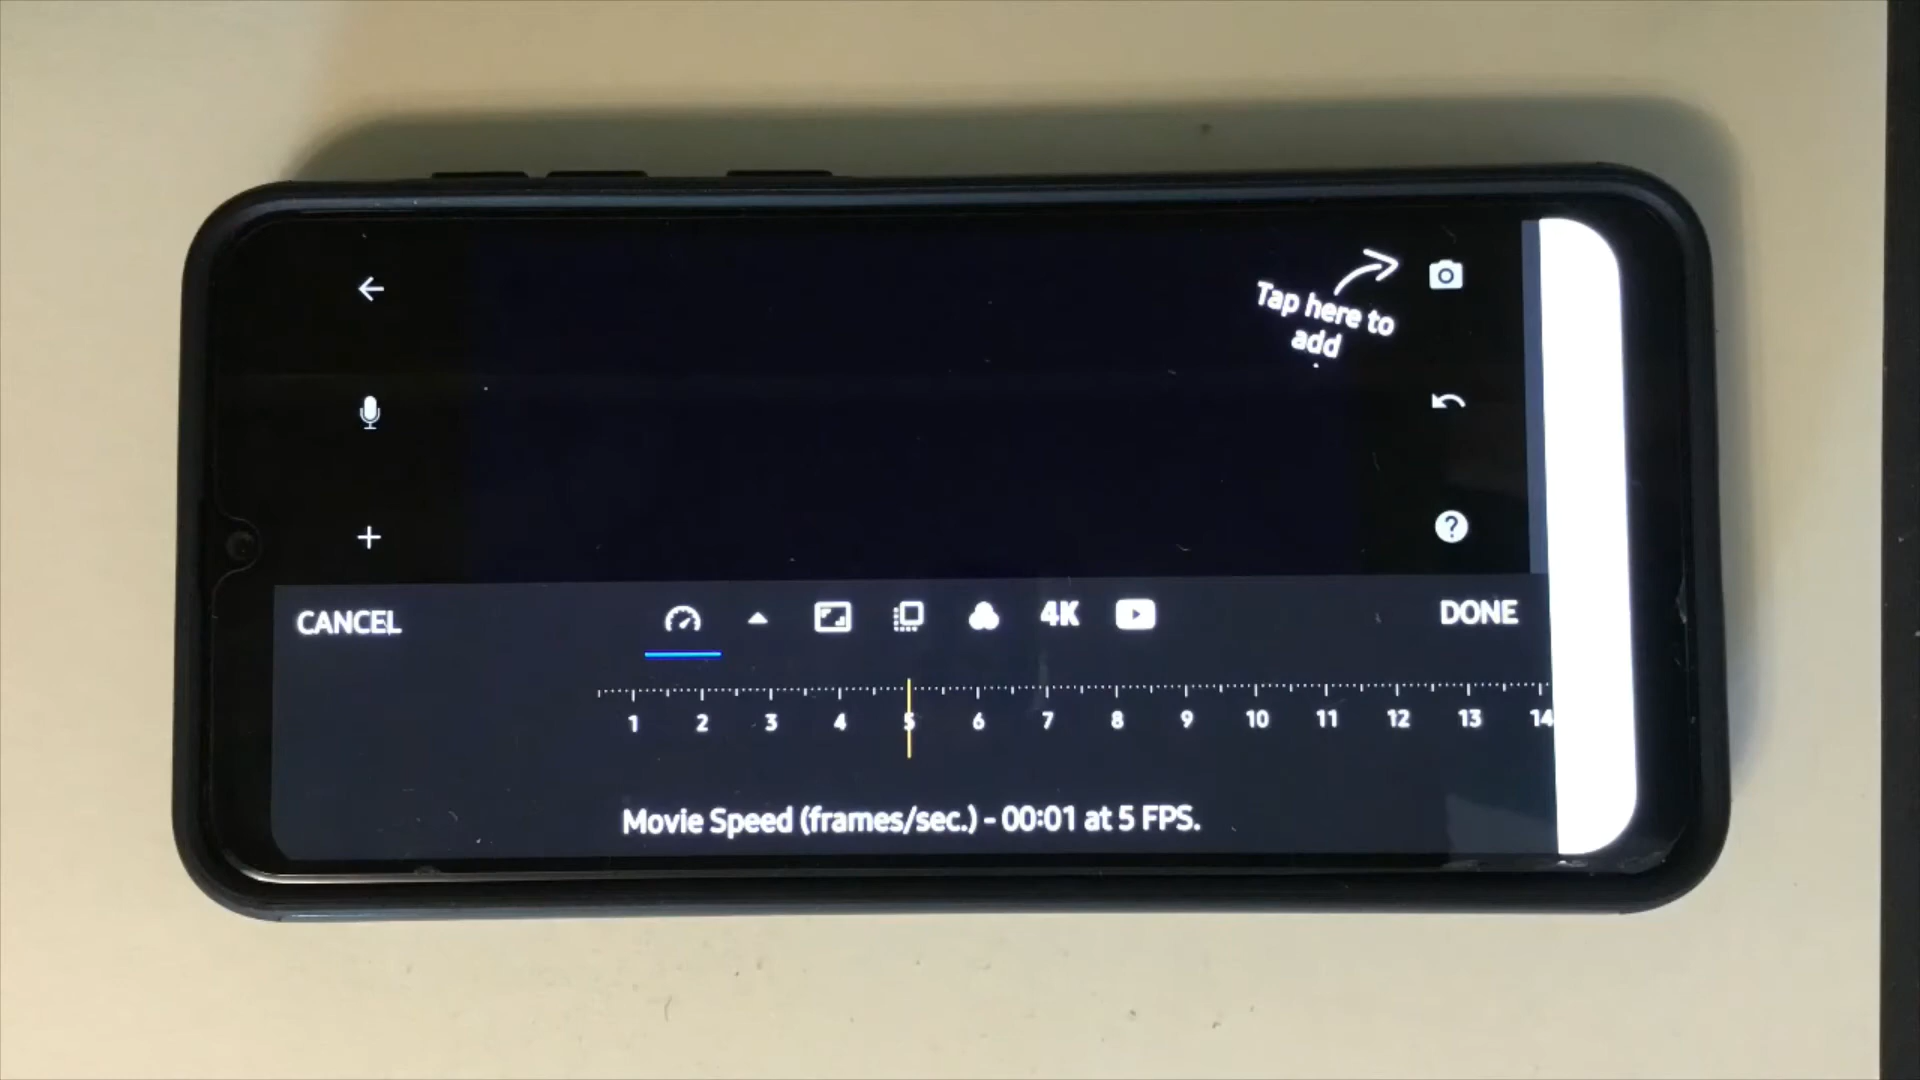 Tap here to
add
CANCEL
4K
DONE
1 2 3 4 5 6 7 8 9 10 11 12 13 14
Movie Speed (frames/sec.) - 00:01 at 5 FPS.